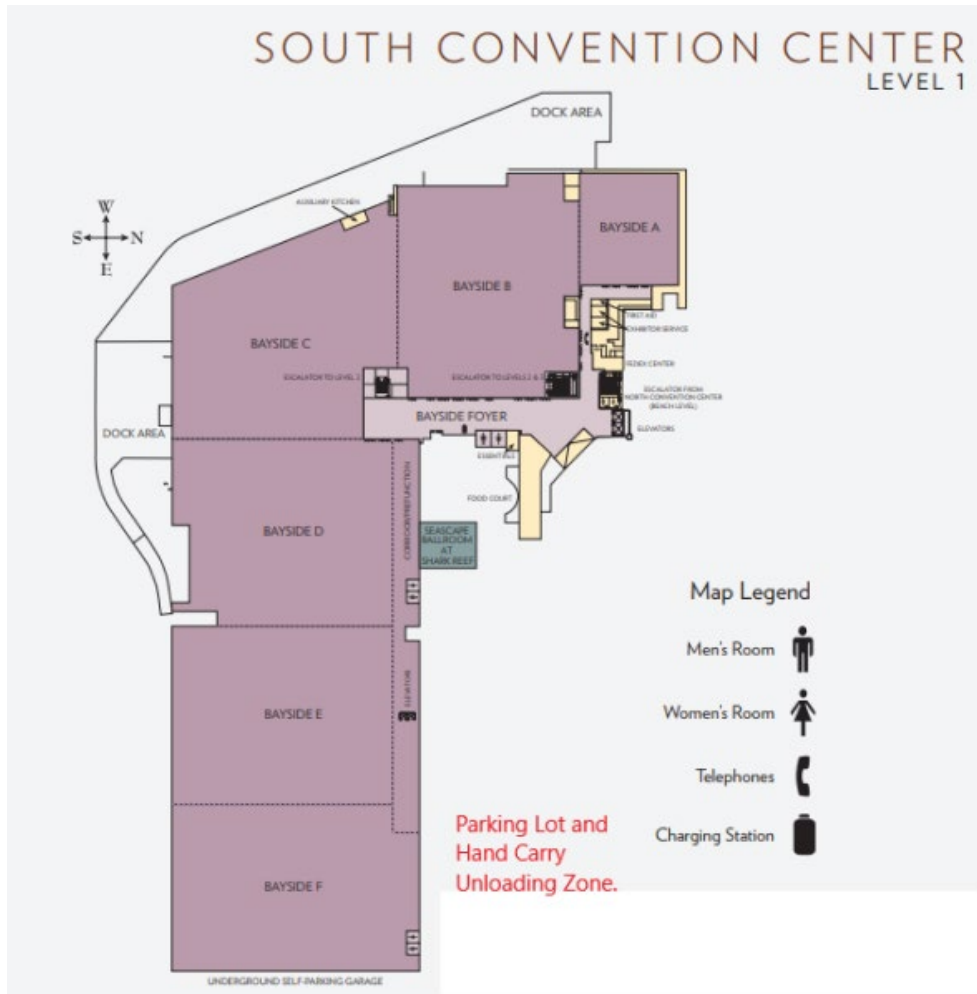 SOUTH CONVENTION CENTER
LEVEL 1
DOCK AREA
W
S N
E
AUXILIARY KITCHEN
BAYSIDE A
BAYSIDE B
FIRST AID
EXHIBITOR SERVICE
BAYSIDE C
FEDEX CENTER
ESCALATOR TO LEVEL 2
ESCALATOR TO LEVELS 2 & 3
ESCALATOR FROM
NORTH CONVENTION CENTER
(BEACH LEVEL)
BAYSIDE FOYER
ELEVATORS
DOCK AREA
ESSENTIALS
FOOD COURT
CORRIDOR/PREFUNCTION
BAYSIDE D
SEASCAPE
BALLROOM
AT
SHARK REEF
Map Legend
Men's Room
Women's Room
Telephones
Charging Station
ELEVATORS
BAYSIDE E
Parking Lot and
Hand Carry
Unloading Zone.
BAYSIDE F
UNDERGROUND SELF-PARKING GARAGE